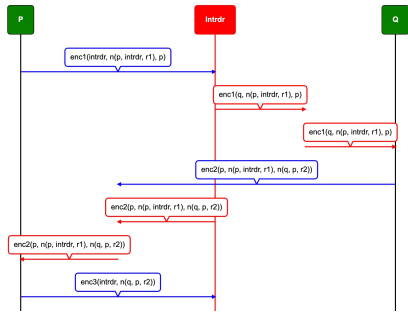 P
Intrdr
Q
enc1(intrdr, n(p, intrdr, r1), p)
enc1(q, n(p, intrdr, r1), p)
enc1(q, n(p, intrdr, r1), p)
enc2(p, n(p, intrdr, r1), n(q, p, r2))
enc2(p, n(p, intrdr, r1), n(q, p, r2))
enc2(p, n(p, intrdr, r1), n(q, p, r2))
enc3(intrdr, n(q, p, r2))